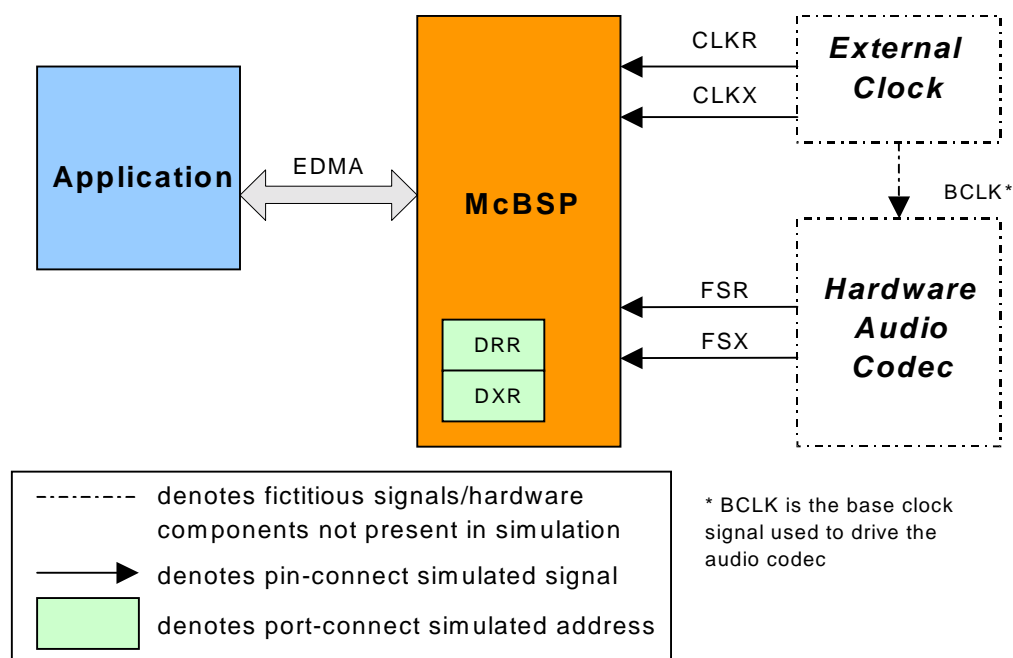 CLKR
External
Clock
CLKX
Application
EDMA
McBSP
BCLK*
FSR
Hardware
Audio
Codec
FSX
DRR
DXR
denotes fictitious signals/hardware
components not present in simulation
denotes pin-connect simulated signal
denotes port-connect simulated address
* BCLK is the base clock
signal used to drive the
audio codec